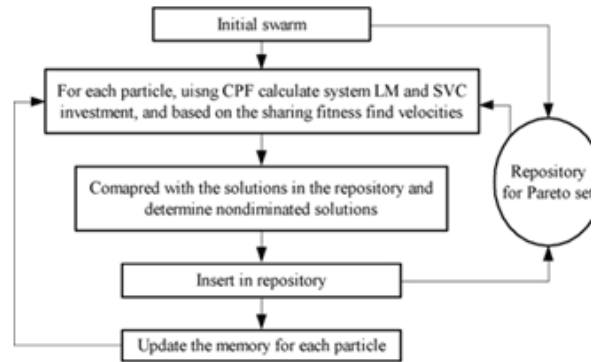 Initial swarm
For each particle, uisng CPF calculate system LM and SVC
investment, and based on the sharing fitness find velocities
Repository
for Pareto set
Comapred with the solutions in the repository and
determine nondiminated solutions
Insert in repository
Update the memory for each particle